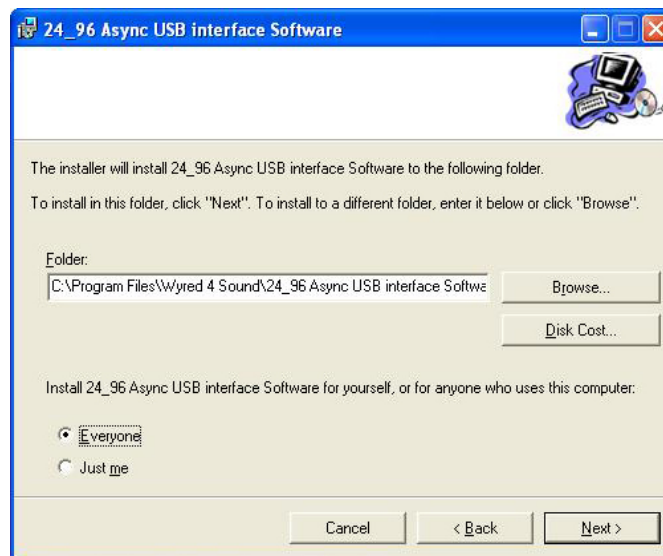 24_96 Async USB interface Software
The installer will install 24_96 Async USB interface Software to the following folder.
To install in this folder, click "Next". To install to a different folder, enter it below or click "Browse".
Folder:
C:\Program Files\Wyred 4 Sound\24_96 Async USB interface Softwa
Browse...
Disk Cost...
Install 24_96 Async USB interface Software for yourself, or for anyone who uses this computer:
Everyone
Just me
Cancel
< Back
Next >